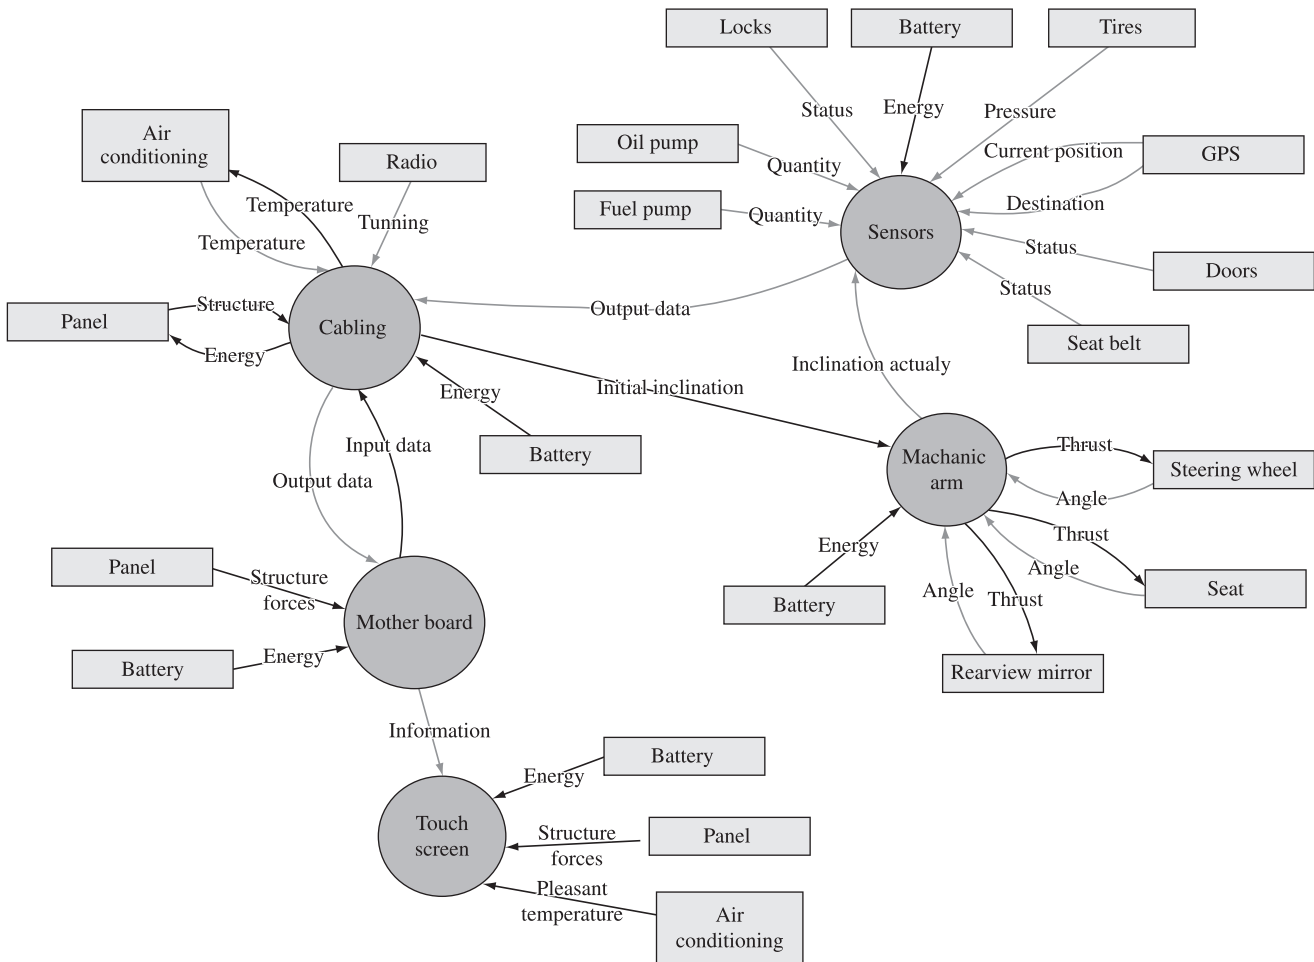 Locks
Battery
Tires
Status
Energy
Pressure
Air
conditioning
Radio
Oil pump
Quantity
Current position
GPS
Temperature
Tunning
Fuel pump
Quantity
Destination
Temperature
Sensors
Status
Doors
Panel
Structure
Cabling
Output data
Status
Seat belt
Energy
Inclination actualy
Energy
Initial inclination
Input data
Battery
Output data
Machanic
arm
Thrust
Steering wheel
Angle
Panel
Structure
forces
Energy
Thrust
Angle
Seat
Battery
Angle
Thrust
Mother board
Battery
Energy
Rearview mirror
Information
Battery
Energy
Touch
screen
Structure
forces
Panel
Pleasant
temperature
Air
conditioning